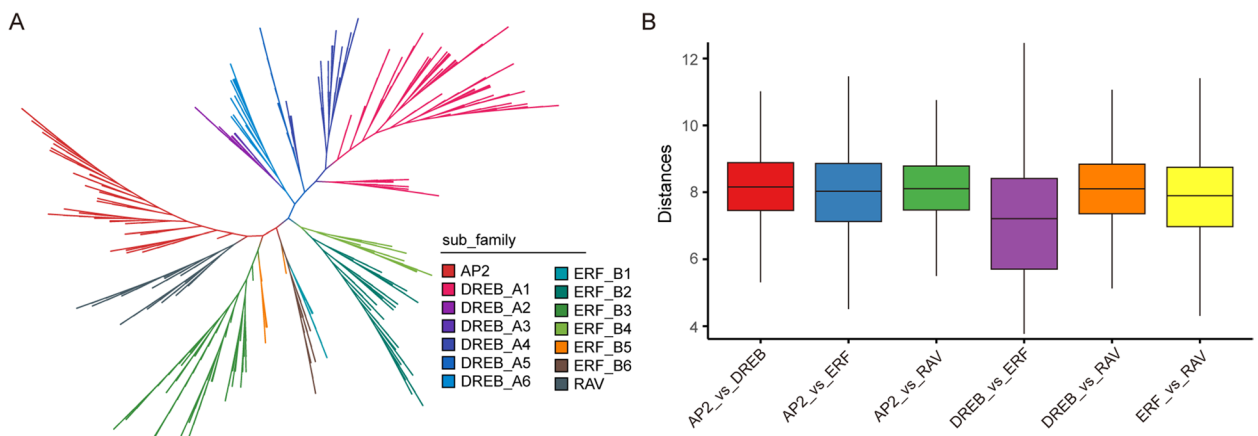 A
sub_family
AP2
DREB_A1
DREB_A2
DREB_A3
DREB_A4
DREB_A5
DREB_A6
ERF_B1
ERF_B2
ERF_B3
ERF_B4
ERF_B5
ERF_B6
RAV
B
Distances
12
10
8
6
4
AP2_vs_DREB
AP2_vs_ERF
AP2_vs_RAV
DREB_vs_ERF
DREB_vs_RAV
ERF_vs_RAV